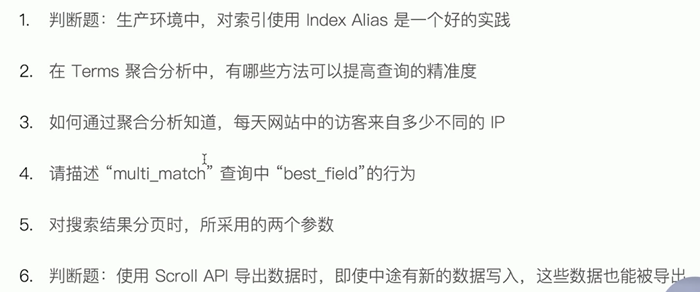 1. 判断题：生产环境中，对索引使用 Index Alias 是一个好的实践
2. 在 Terms 聚合分析中，有哪些方法可以提高查询的精准度
3. 如何通过聚合分析知道，每天网站中的访客来自多少不同的 IP
4. 请描述 “multi_match” 查询中 “best_field”的行为
5. 对搜索结果分页时，所采用的两个参数
6. 判断题：使用 Scroll API 导出数据时，即使中途有新的数据写入，这些数据也能被导出